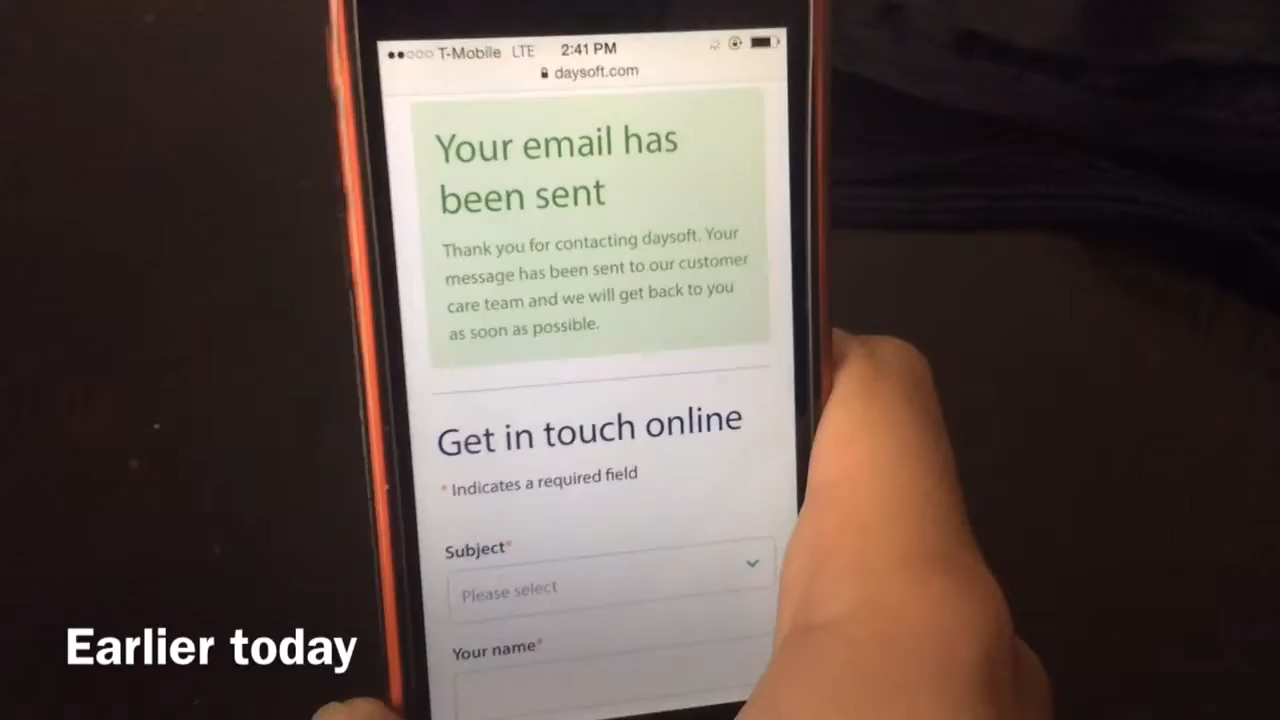 T-Mobile LTE 2:41 PM
daysoft.com
Your email has
been sent
Thank you for contacting daysoft. Your
message has been sent to our customer
care team and we will get back to you
as soon as possible.
Get in touch online
* Indicates a required field
Subject*
Please select
Your name*
Earlier today